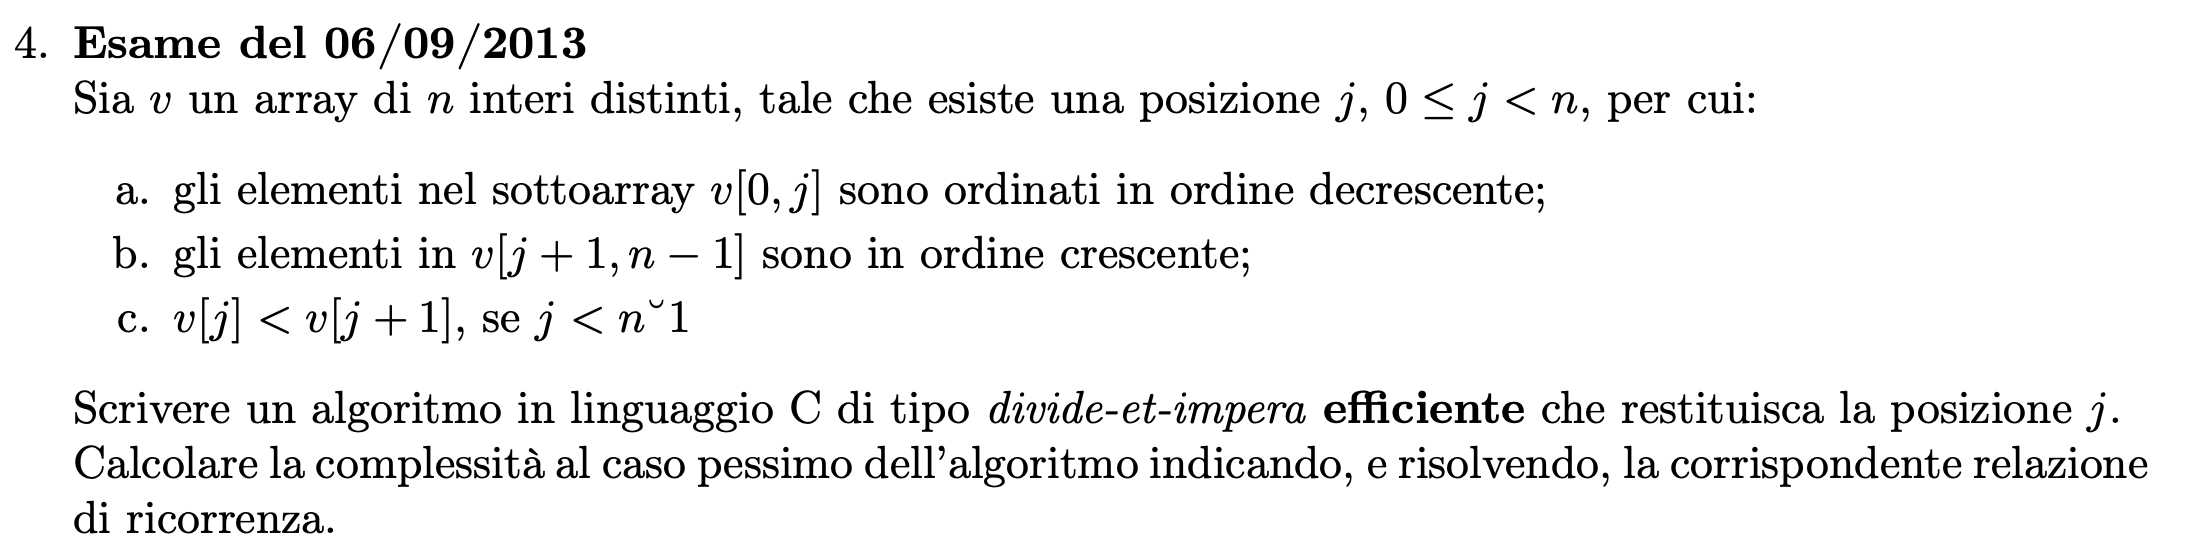 4. Esame del 06/09/2013
Sia v un array di n interi distinti, tale che esiste una posizione j, 0 ≤ j < n, per cui:
a. gli elementi nel sottoarray v[0, j] sono ordinati in ordine decrescente;
b. gli elementi in v[j + 1, n − 1] sono in ordine crescente;
c. v[j] < v[j + 1], se j < n˘1
Scrivere un algoritmo in linguaggio C di tipo divide-et-impera efficiente che restituisca la posizione j.
Calcolare la complessità al caso pessimo dell'algoritmo indicando, e risolvendo, la corrispondente relazione
di ricorrenza.